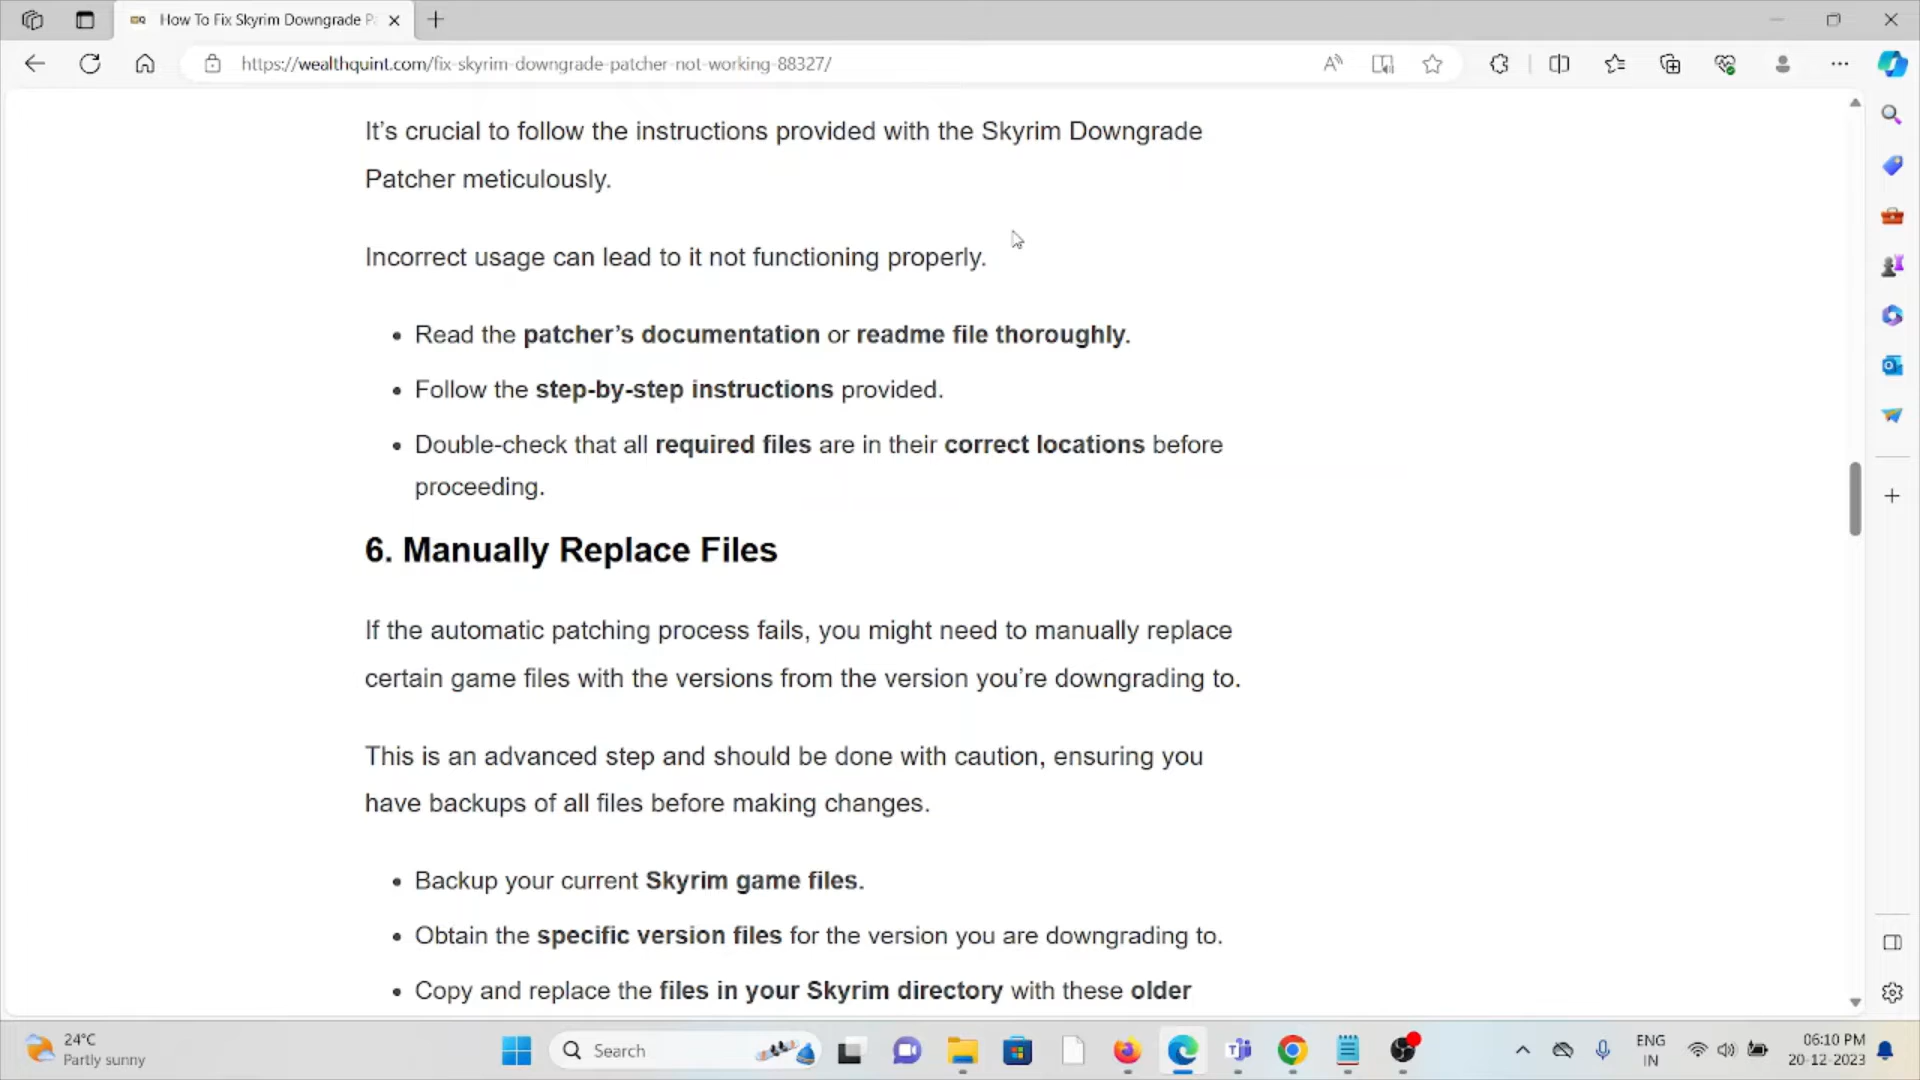 How To Fix Skyrim Downgrade P
https://wealthquint.com/fix-skyrim-downgrade-patcher-not-working-88327/
It’s crucial to follow the instructions provided with the Skyrim Downgrade
Patcher meticulously.
Incorrect usage can lead to it not functioning properly.
• Read the patcher’s documentation or readme file thoroughly.
• Follow the step-by-step instructions provided.
• Double-check that all required files are in their correct locations before
proceeding.
6. Manually Replace Files
If the automatic patching process fails, you might need to manually replace
certain game files with the versions from the version you’re downgrading to.
This is an advanced step and should be done with caution, ensuring you
have backups of all files before making changes.
• Backup your current Skyrim game files.
• Obtain the specific version files for the version you are downgrading to.
• Copy and replace the files in your Skyrim directory with these older
24°C
Partly sunny
Search
ENG
IN
06:10 PM
20-12-2023